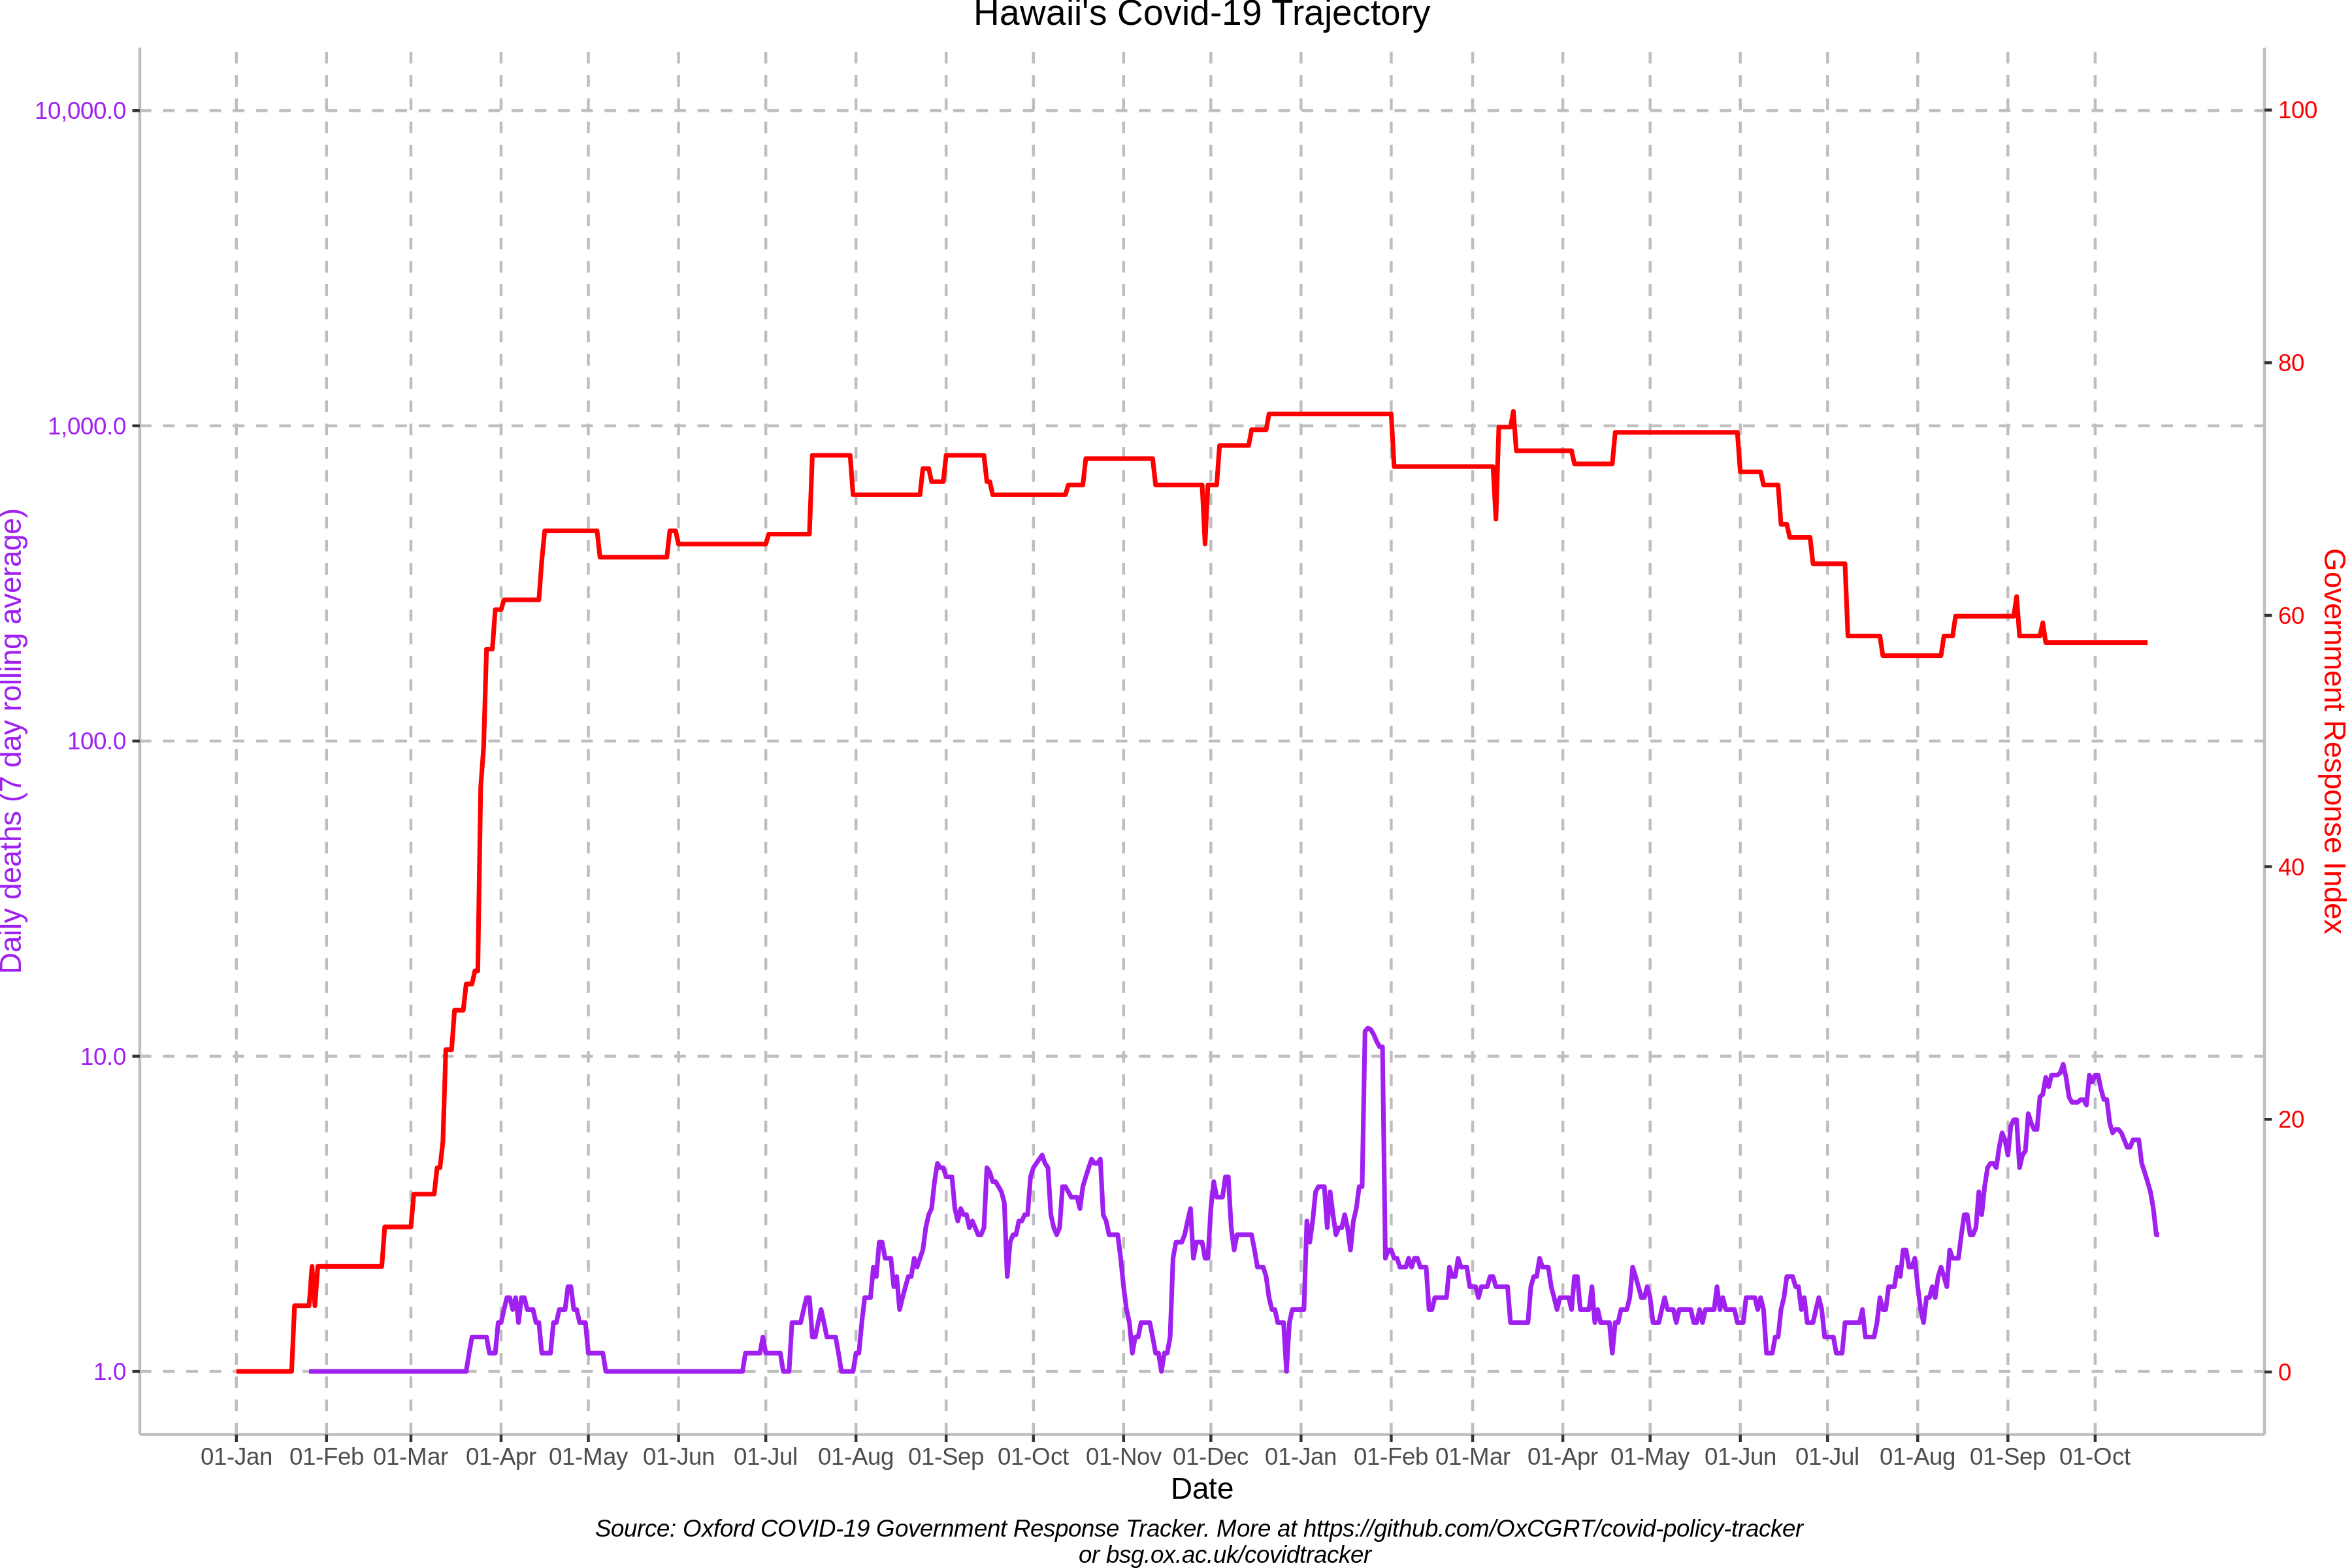 Hawaii's Covid-19 Trajectory
10,000.0
1,000.0
100.0
10.0
1.0
Daily deaths (7 day rolling average)
100
80
60
40
20
0
Government Response Index
01-Jan 01-Feb 01-Mar 01-Apr 01-May 01-Jun 01-Jul 01-Aug 01-Sep 01-Oct 01-Nov 01-Dec 01-Jan 01-Feb 01-Mar 01-Apr 01-May 01-Jun 01-Jul 01-Aug 01-Sep 01-Oct
Date
Source: Oxford COVID-19 Government Response Tracker. More at https://github.com/OxCGRT/covid-policy-tracker
or bsg.ox.ac.uk/covidtracker